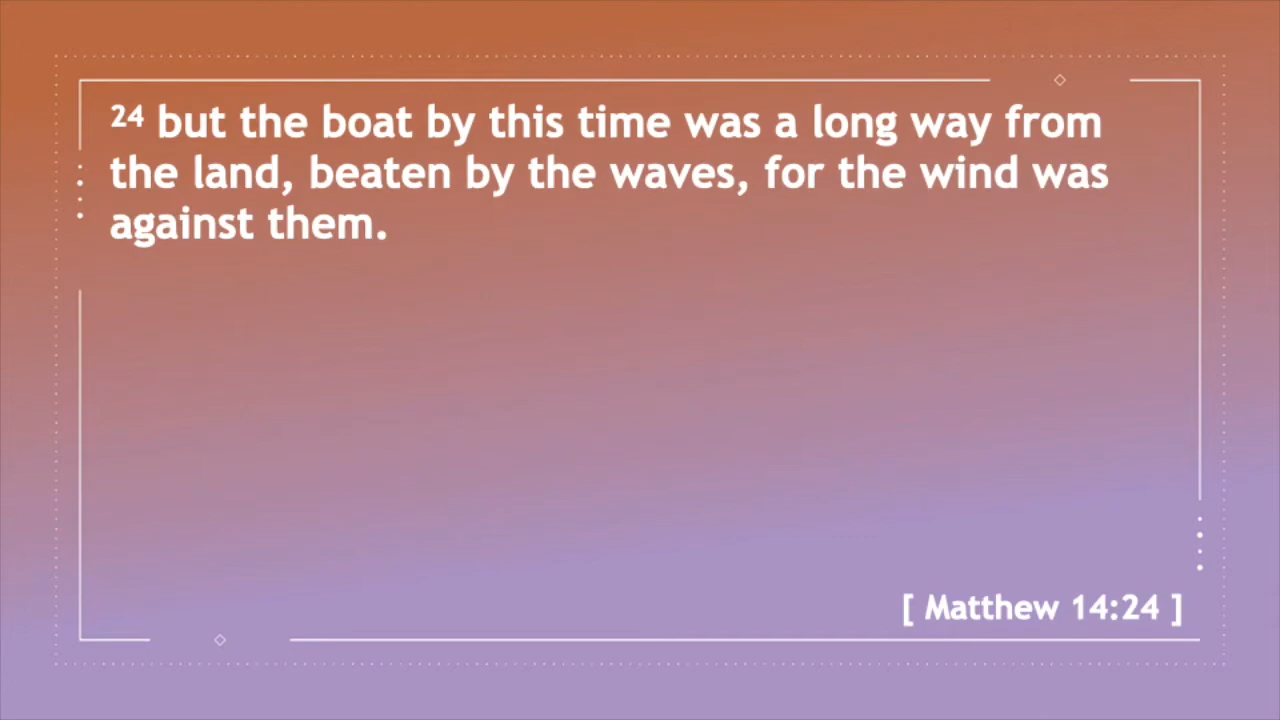 24 but the boat by this time was a long way from
the land, beaten by the waves, for the wind was
against them.
[ Matthew 14:24 ]